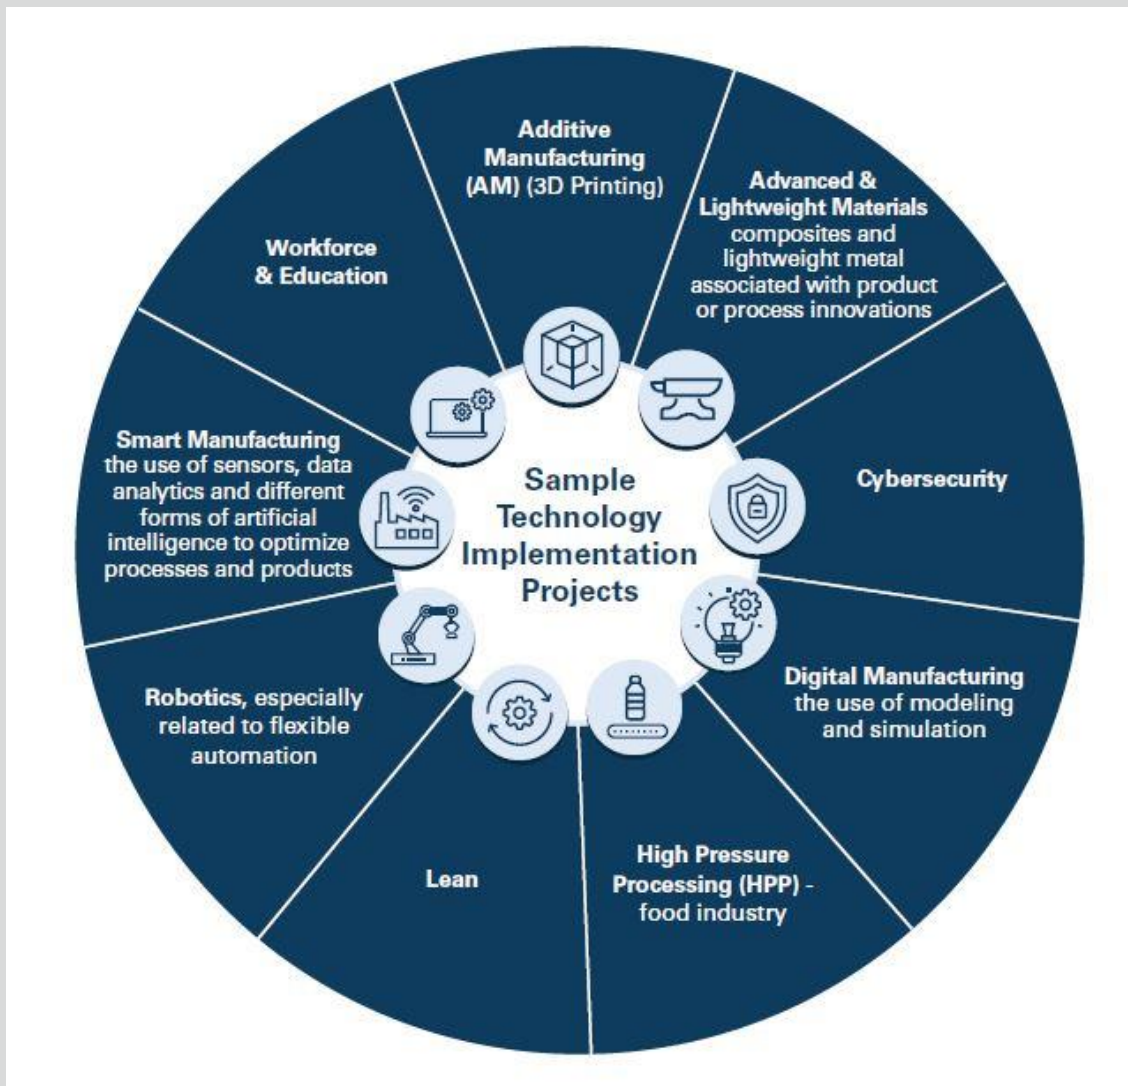 Additive
Manufacturing
(AM) (3D Printing)
Advanced &
Lightweight Materials
composites and
lightweight metal
associated with product
or process innovations
Cybersecurity
Digital Manufacturing
the use of modeling
and simulation
High Pressure
Processing (HPP) -
food industry
Lean
Robotics, especially
related to flexible
automation
Smart Manufacturing
the use of sensors, data
analytics and different
forms of artificial
intelligence to optimize
processes and products
Workforce
& Education
Sample
Technology
Implementation
Projects